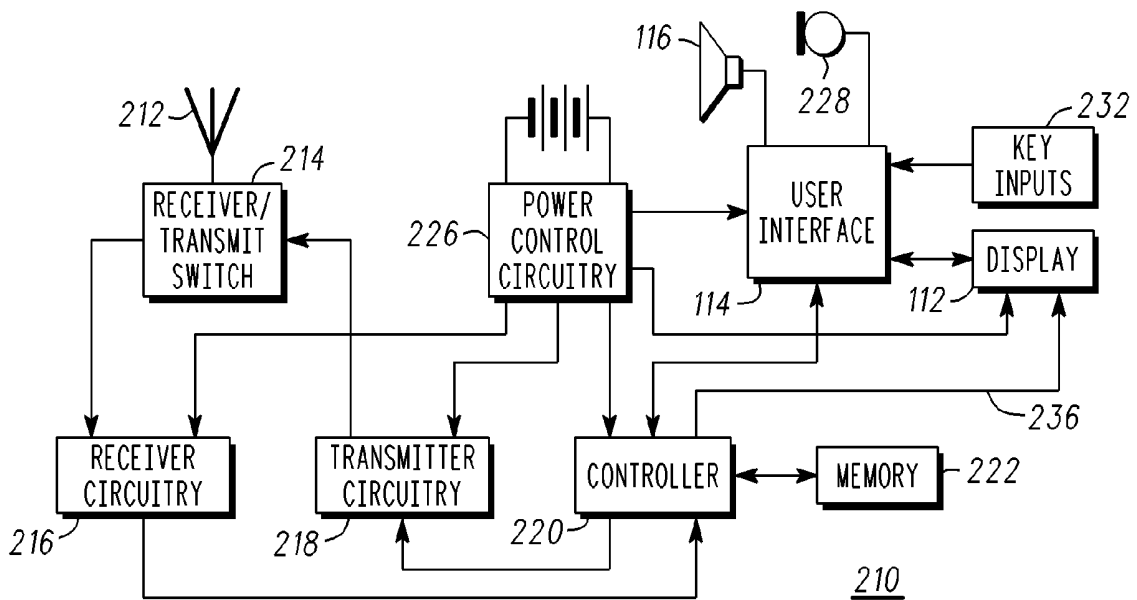 116
228
212
214
232
RECEIVER/
TRANSMIT
SWITCH
226
POWER
CONTROL
CIRCUITRY
USER
INTERFACE
KEY
INPUTS
DISPLAY
114
112
236
RECEIVER
CIRCUITRY
TRANSMITTER
CIRCUITRY
CONTROLLER
MEMORY
222
216
218
220
210